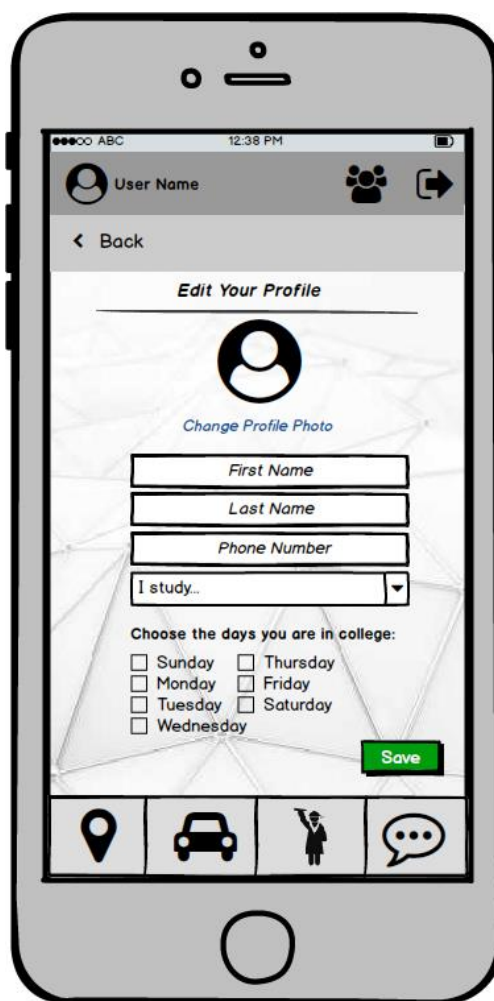 ABC 12:38 PM
User Name
Back
Edit Your Profile
Change Profile Photo
First Name
Last Name
Phone Number
I study...
Choose the days you are in college:
Sunday Thursday
Monday Friday
Tuesday Saturday
Wednesday
Save